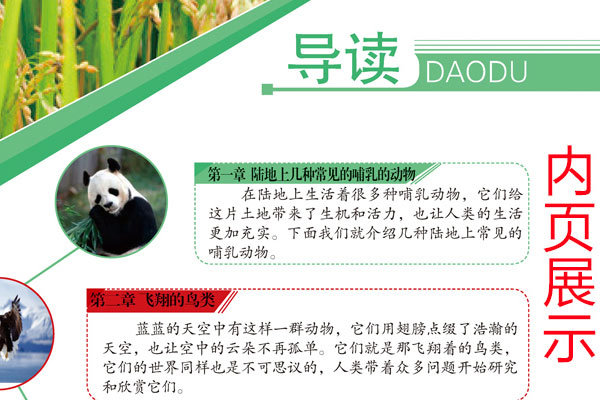 导读
DAODU
第一章 陆地上几种常见的哺乳的动物
在陆地上生活着很多种哺乳动物，它们给
这片土地带来了生机和活力，也让人类的生活
更加充实。下面我们就介绍几种陆地上常见的
哺乳动物。
第二章 飞翔的鸟类
蓝蓝的天空中有这样一群动物，它们用翅膀点缀了浩瀚的
天空，也让空中的云朵不再孤单。它们就是那飞翔着的鸟类，
它们的世界同样也是不可思议的，人类带着众多问题开始研究
和欣赏它们。
内页展示